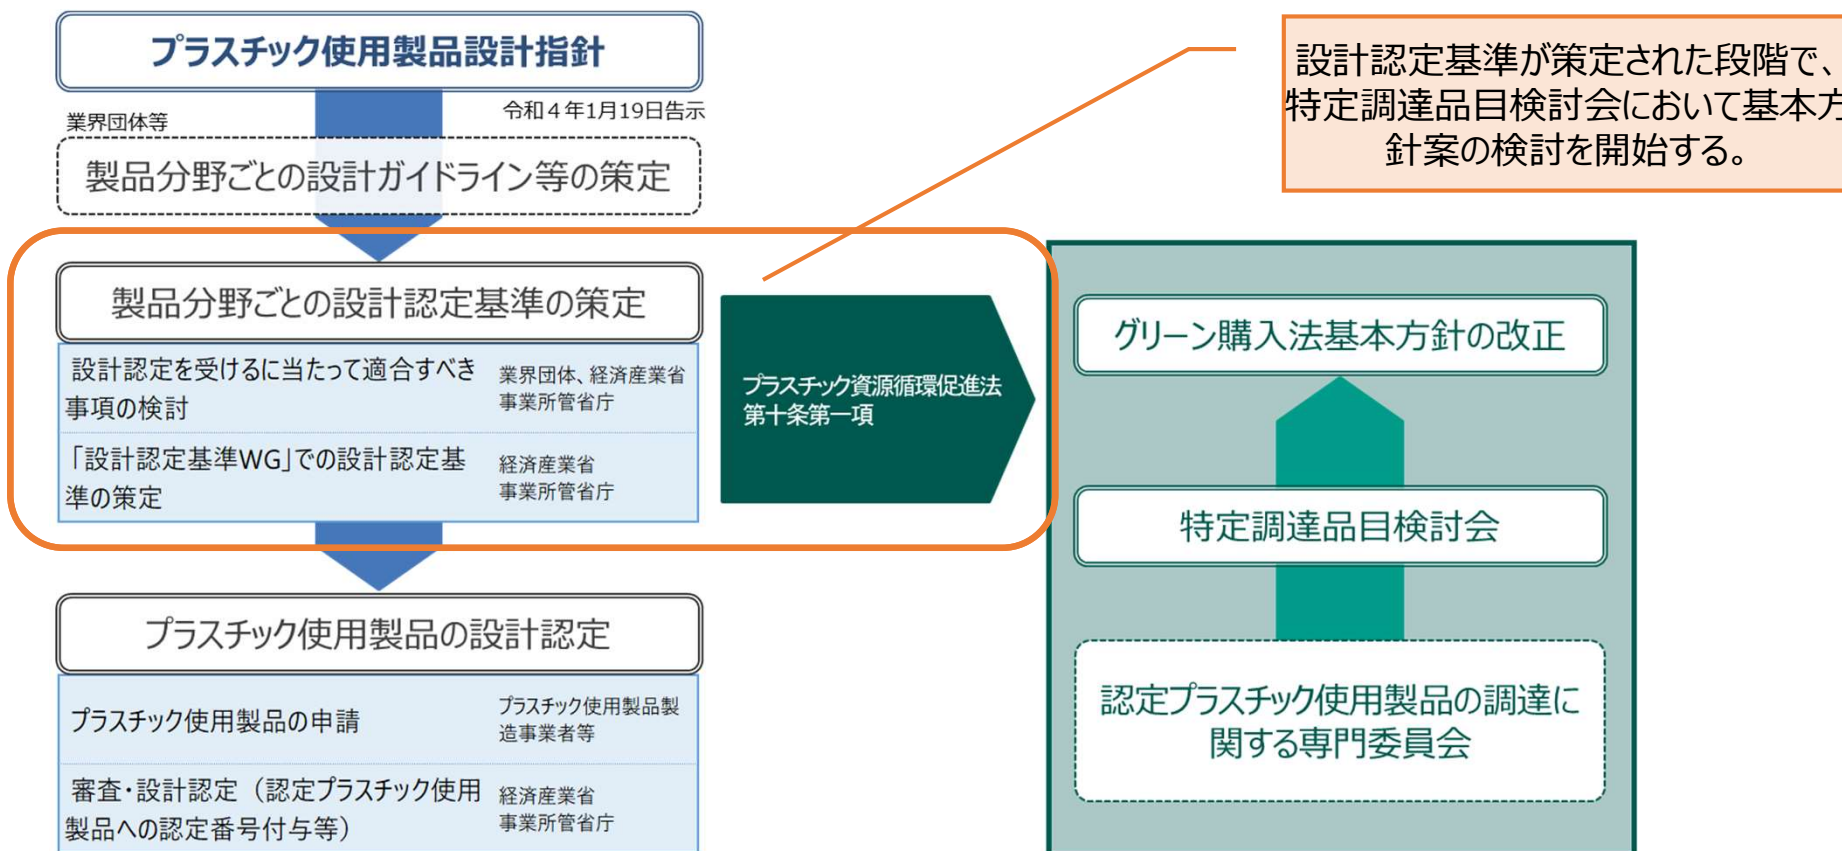 プラスチック使用製品設計指針
令和４年1月19日告示
業界団体等
製品分野ごとの設計ガイドライン等の策定
製品分野ごとの設計認定基準の策定
設計認定を受けるに当たって適合すべき
事項の検討
業界団体、経済産業省
事業所管省庁
「設計認定基準WG」での設計認定基
準の策定
経済産業省
事業所管省庁
プラスチック使用製品の設計認定
プラスチック使用製品の申請
プラスチック使用製品製
造事業者等
審査・設計認定（認定プラスチック使用
製品への認定番号付与等）
経済産業省
事業所管省庁
プラスチック資源循環促進法
第十条第一項
設計認定基準が策定された段階で、
特定調達品目検討会において基本方
針案の検討を開始する。
グリーン購入法基本方針の改正
特定調達品目検討会
認定プラスチック使用製品の調達に
関する専門委員会